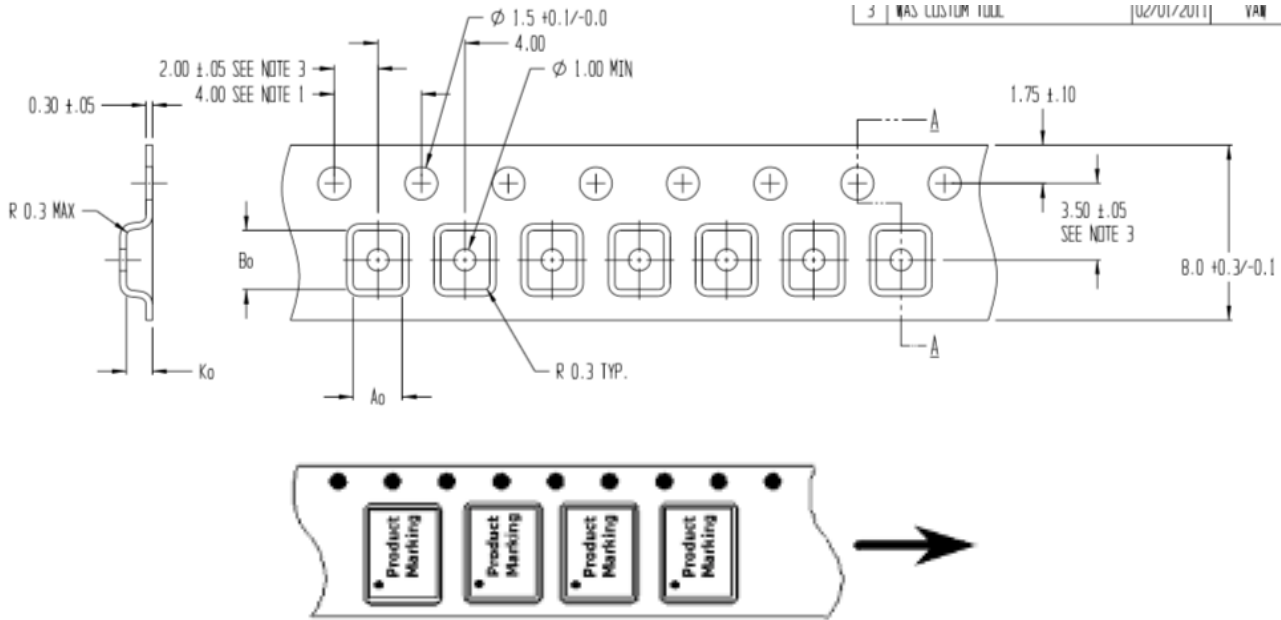 3 WAS CUSTOM TOOL 02/01/2011 VAW
Ø 1.5 +0.1/-0.0
4.00
2.00 ±.05 SEE NOTE 3
Ø 1.00 MIN
4.00 SEE NOTE 1
0.30 ±.05
1.75 ±.10
A
R 0.3 MAX
3.50 ±.05
SEE NOTE 3
Bo
8.0 +0.3/-0.1
A
Ko
R 0.3 TYP.
Ao
Product
Marking
Product
Marking
Product
Marking
Product
Marking